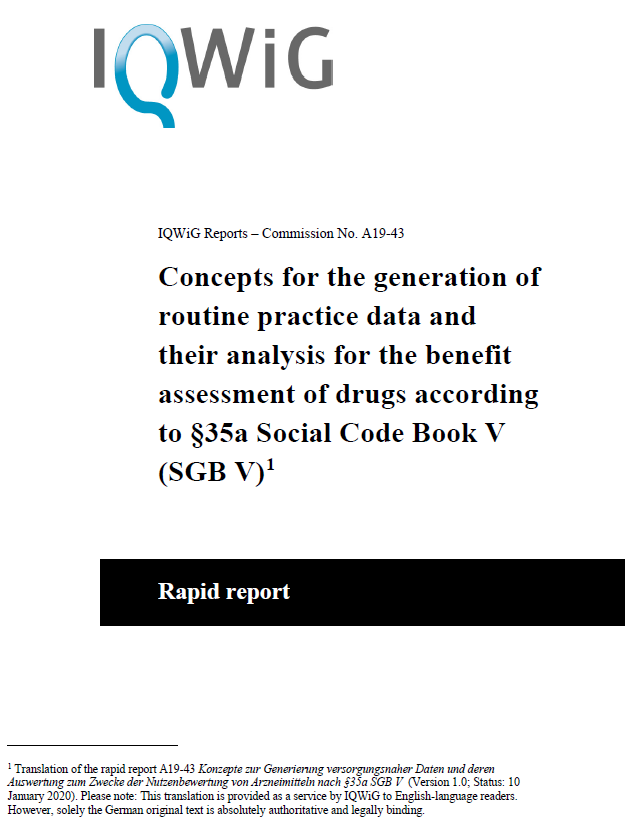 IQWiG
IQWiG Reports – Commission No. A19-43
Concepts for the generation of
routine practice data and
their analysis for the benefit
assessment of drugs according
to §35a Social Code Book V
(SGB V)1
Rapid report
1 Translation of the rapid report A19-43 Konzepte zur Generierung versorgungsnaher Daten und deren
Auswertung zum Zwecke der Nutzenbewertung von Arzneimitteln nach §35a SGB V (Version 1.0; Status: 10
January 2020). Please note: This translation is provided as a service by IQWiG to English-language readers.
However, solely the German original text is absolutely authoritative and legally binding.